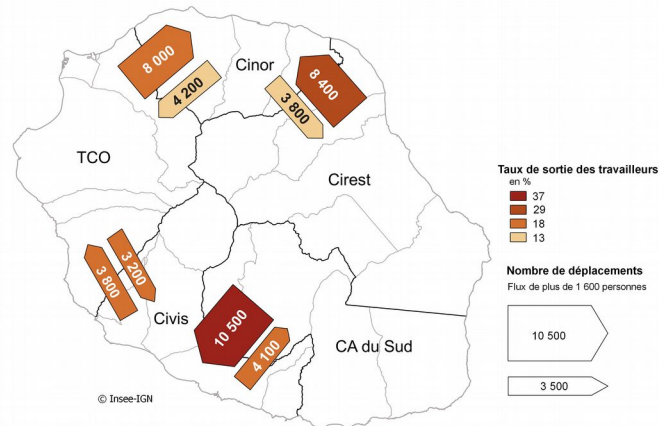 8 000
4 200
Cinor
8 400
3 800
TCO
Cirest
3 800
3 200
Civis
10 500
4 100
CA du Sud
© Insee-IGN
Taux de sortie des travailleurs
en %
37
29
18
13
Nombre de déplacements
Flux de plus de 1 600 personnes
10 500
3 500